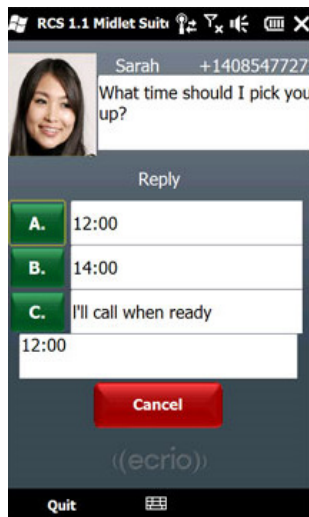 RCS 1.1 Midlet Suite
Sarah +1408547727
What time should I pick you
up?
Reply
A. 12:00
B. 14:00
C. I'll call when ready
12:00
Cancel
((ecrio))
Quit